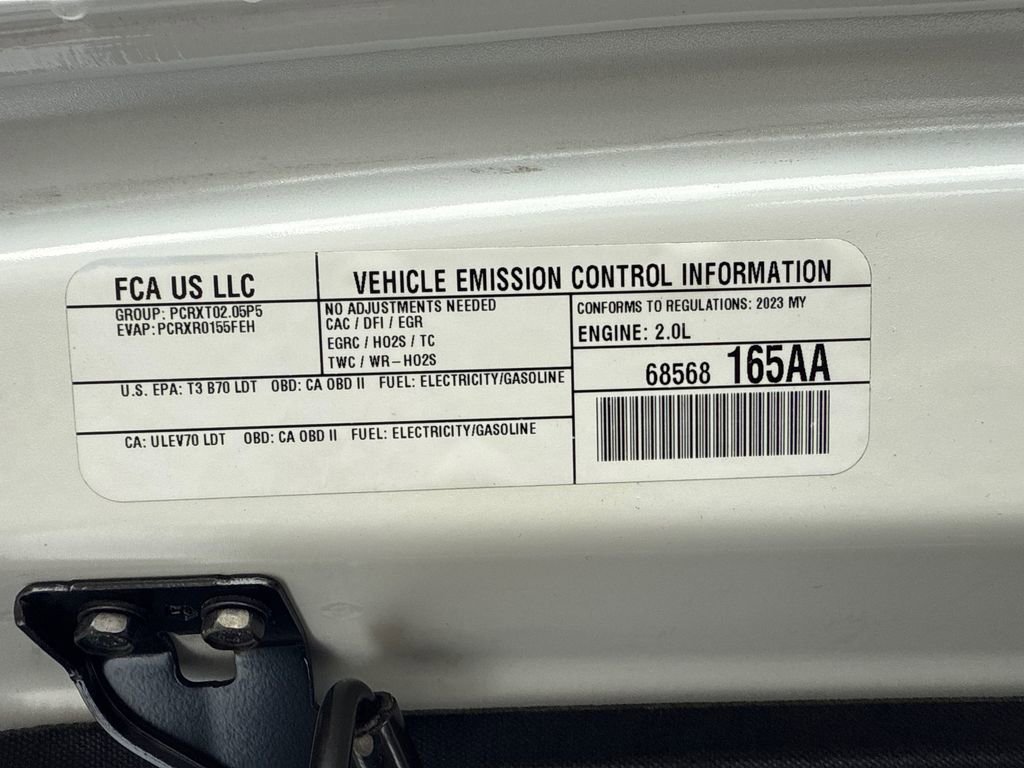 FCA US LLC
GROUP: PCRXT02.05P5
EVAP: PCRXR0155FEH
VEHICLE EMISSION CONTROL INFORMATION
NO ADJUSTMENTS NEEDED
CAC / DFI / EGR
EGRC / HO2S / TC
TWC / WR-HO2S
CONFORMS TO REGULATIONS: 2023 MY
ENGINE: 2.0L
68568 165AA
U.S. EPA: T3 B70 LDT OBD: CA OBD II FUEL: ELECTRICITY/GASOLINE
CA: ULEV70 LDT OBD: CA OBD II FUEL: ELECTRICITY/GASOLINE